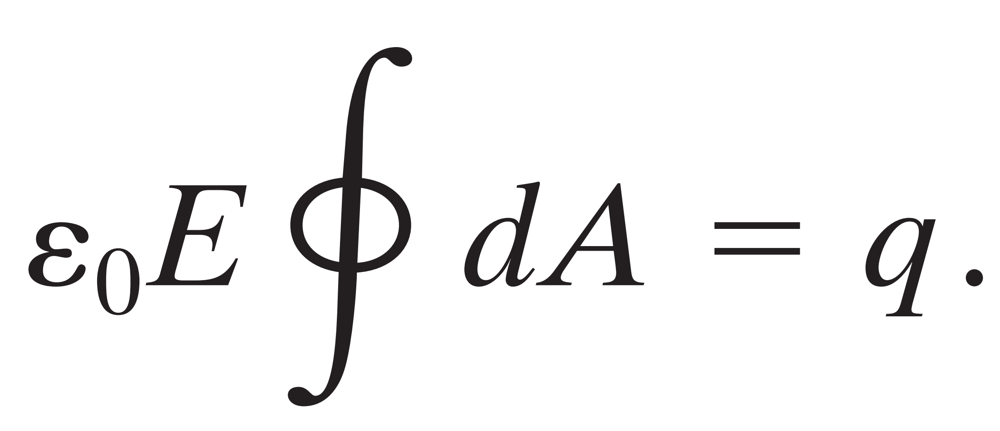 ε₀E ∮ dA = q.